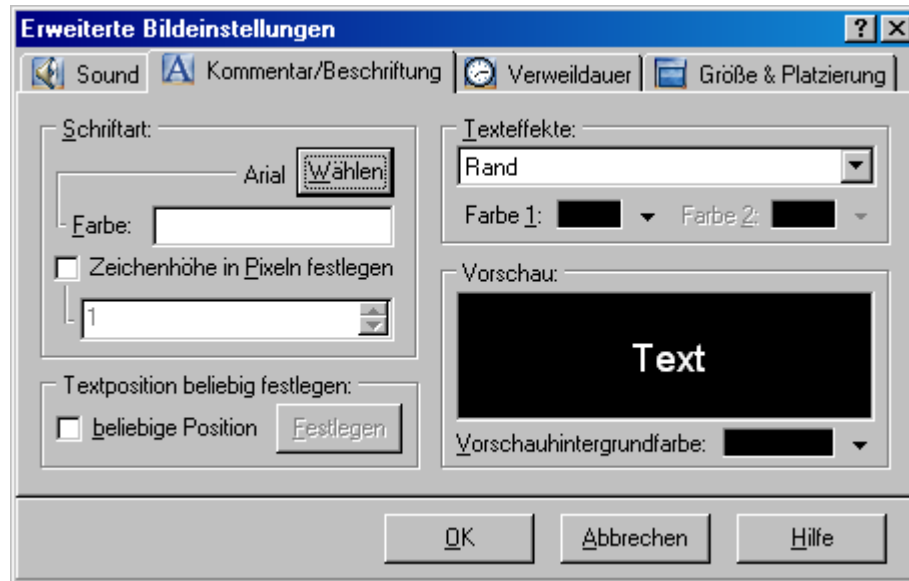 Erweiterte Bildeinstellungen
Sound
Kommentar/Beschriftung
Verweildauer
Größe & Platzierung
Schriftart:
Arial
Wählen
Farbe:
Zeichenhöhe in Pixeln festlegen
1
Textposition beliebig festlegen:
beliebige Position
Festlegen
Texteffekte:
Rand
Farbe 1:
Farbe 2:
Vorschau:
Text
Vorschauhintergrundfarbe:
OK
Abbrechen
Hilfe